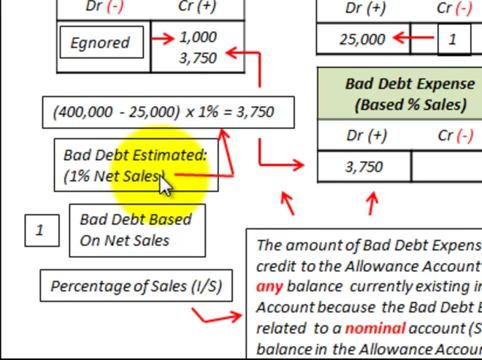 Dr (-)
Cr (+)
Egnored
1,000
3,750
Dr (+)
Cr (-)
25,000
1
(400,000 - 25,000) x 1% = 3,750
Bad Debt Expense
(Based % Sales)
Dr (+)
Cr (-)
3,750
Bad Debt Estimated:
(1% Net Sales)
1
Bad Debt Based
On Net Sales
Percentage of Sales (I/S)
The amount of Bad Debt Expens
credit to the Allowance Account
any balance currently existing i
Account because the Bad Debt E
related to a nominal account (S
balance in the Allowance Accou